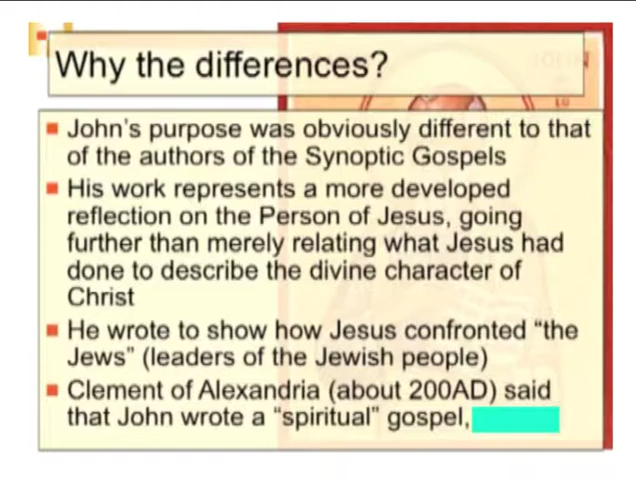 Why the differences?
John's purpose was obviously different to that
of the authors of the Synoptic Gospels
His work represents a more developed
reflection on the Person of Jesus, going
further than merely relating what Jesus had
done to describe the divine character of
Christ
He wrote to show how Jesus confronted “the
Jews” (leaders of the Jewish people)
Clement of Alexandria (about 200AD) said
that John wrote a “spiritual” gospel,